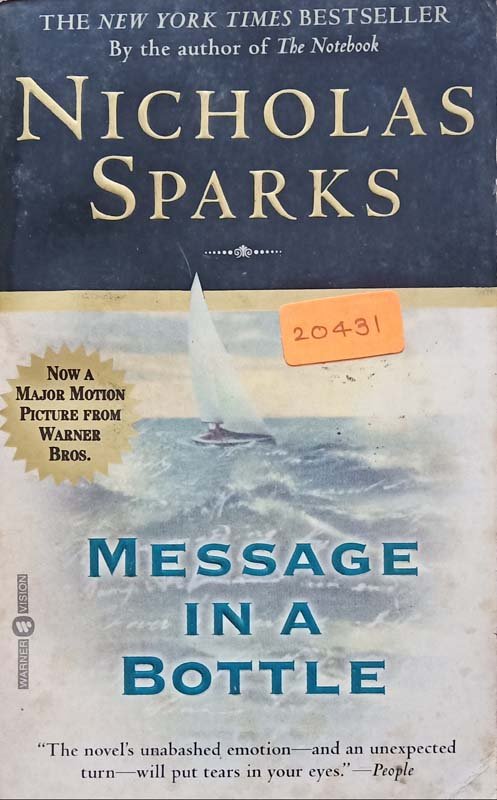 THE NEW YORK TIMES BESTSELLER
By the author of The Notebook
NICHOLAS
SPARKS
20431
NOW A
MAJOR MOTION
PICTURE FROM
WARNER
BROS.
MESSAGE
IN A
BOTTLE
WARNER VISION
"The novel's unabashed emotion—and an unexpected
turn—will put tears in your eyes." —People